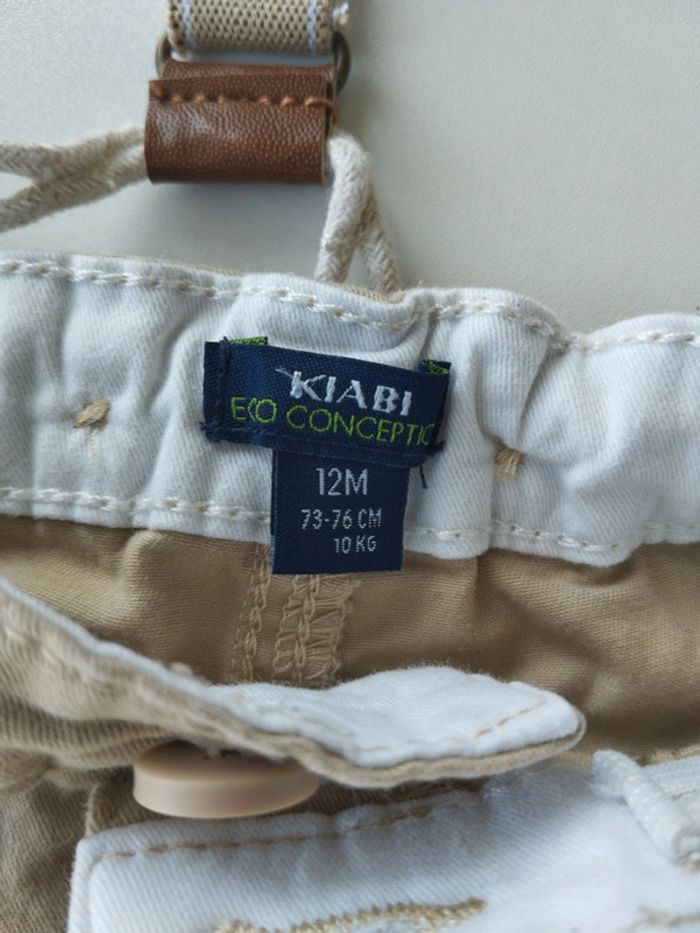 KIABI
ECO CONCEPTION
12M
73-76 CM
10 KG